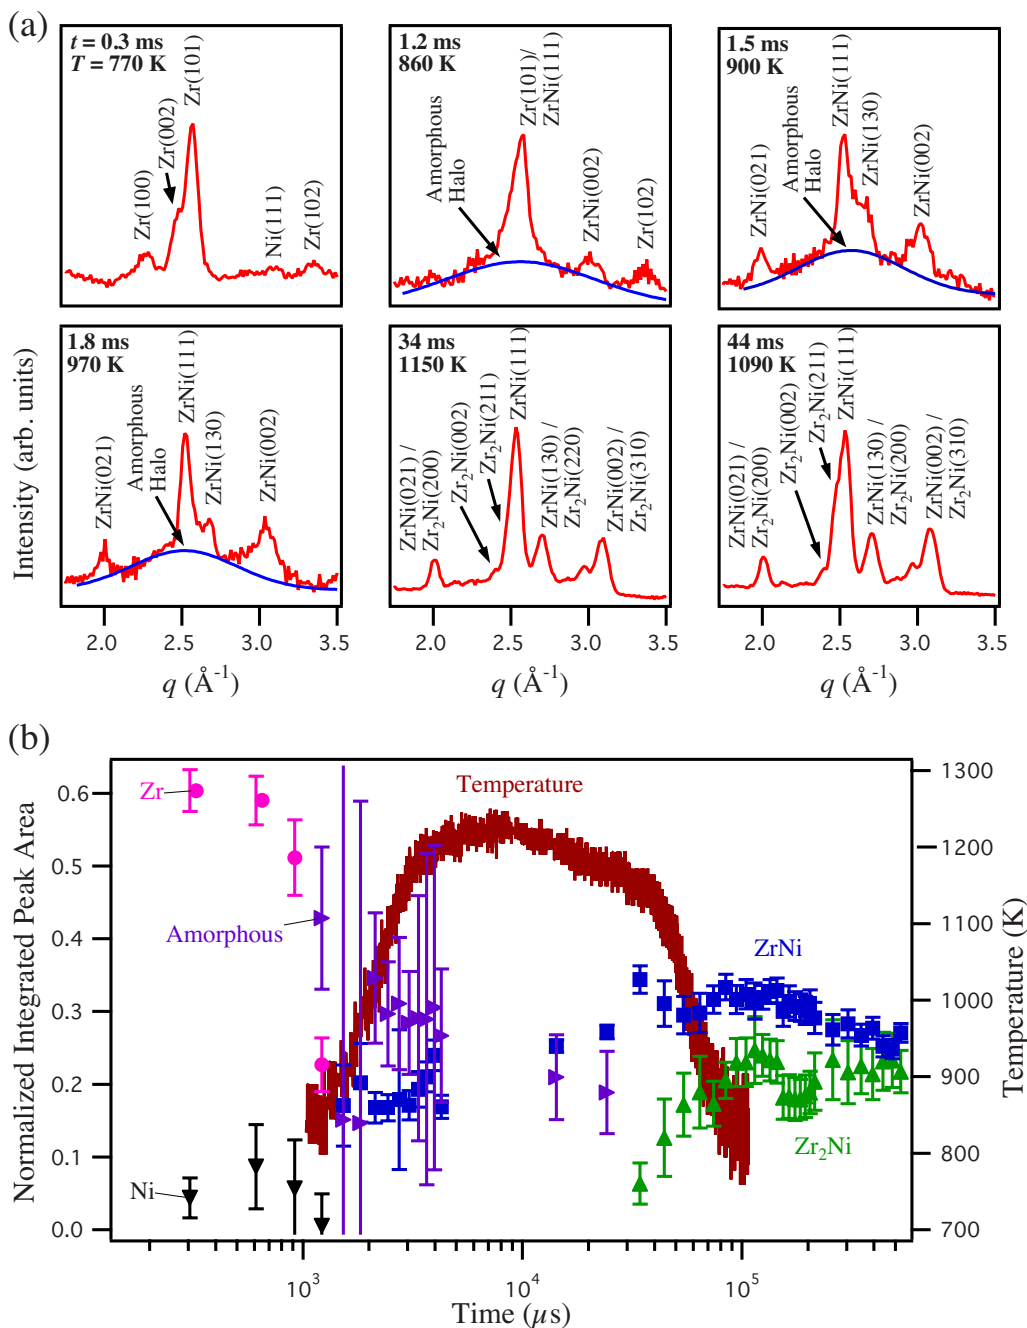 (a)
t = 0.3 ms
T = 770 K
Zr(100)
Zr(002)
Zr(101)
Ni(111)
Zr(102)
1.2 ms
860 K
Amorphous
Halo
Zr(101)/
ZrNi(111)
ZrNi(002)
Zr(102)
1.5 ms
900 K
ZrNi(021)
Amorphous
Halo
ZrNi(111)
ZrNi(130)
ZrNi(002)
Intensity (arb. units)
1.8 ms
970 K
ZrNi(021)
Amorphous
Halo
ZrNi(111)
ZrNi(130)
ZrNi(002)
2.0 2.5 3.0 3.5
q (Å-1)
34 ms
1150 K
ZrNi(021) /
Zr2Ni(200)
Zr2Ni(002)
Zr2Ni(211)
ZrNi(111)
ZrNi(130) /
Zr2Ni(220)
ZrNi(002) /
Zr2Ni(310)
2.0 2.5 3.0 3.5
q (Å-1)
44 ms
1090 K
ZrNi(021) /
Zr2Ni(200)
Zr2Ni(002)
Zr2Ni(211)
ZrNi(111)
ZrNi(130) /
Zr2Ni(200)
ZrNi(002) /
Zr2Ni(310)
2.0 2.5 3.0 3.5
q (Å-1)
(b)
Normalized Integrated Peak Area
0.6
0.5
0.4
0.3
0.2
0.1
0.0
Zr
Temperature
Amorphous
ZrNi
Zr2Ni
Ni
1300
1200
1100
1000
900
800
700
Temperature (K)
10^3 10^4 10^5
Time (μs)